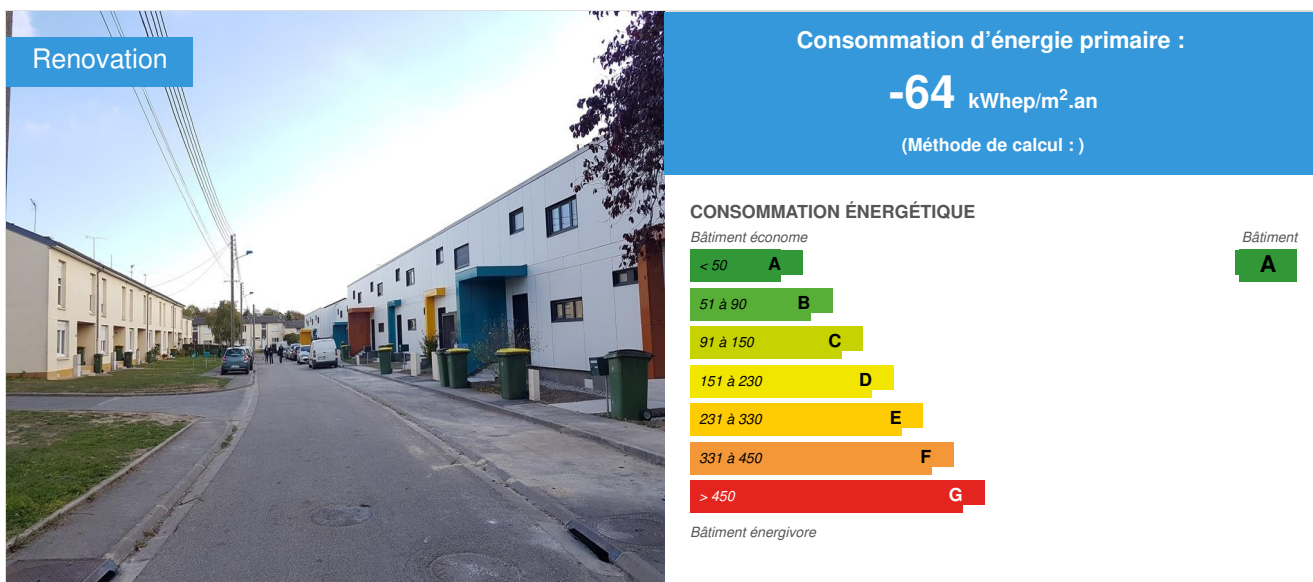 Renovation
Consommation d'énergie primaire :
-64 kWhep/m².an
(Méthode de calcul : )
CONSOMMATION ÉNERGÉTIQUE
Bâtiment économe
Bâtiment
< 50 A
A
51 à 90 B
91 à 150 C
151 à 230 D
231 à 330 E
331 à 450 F
> 450 G
Bâtiment énergivore